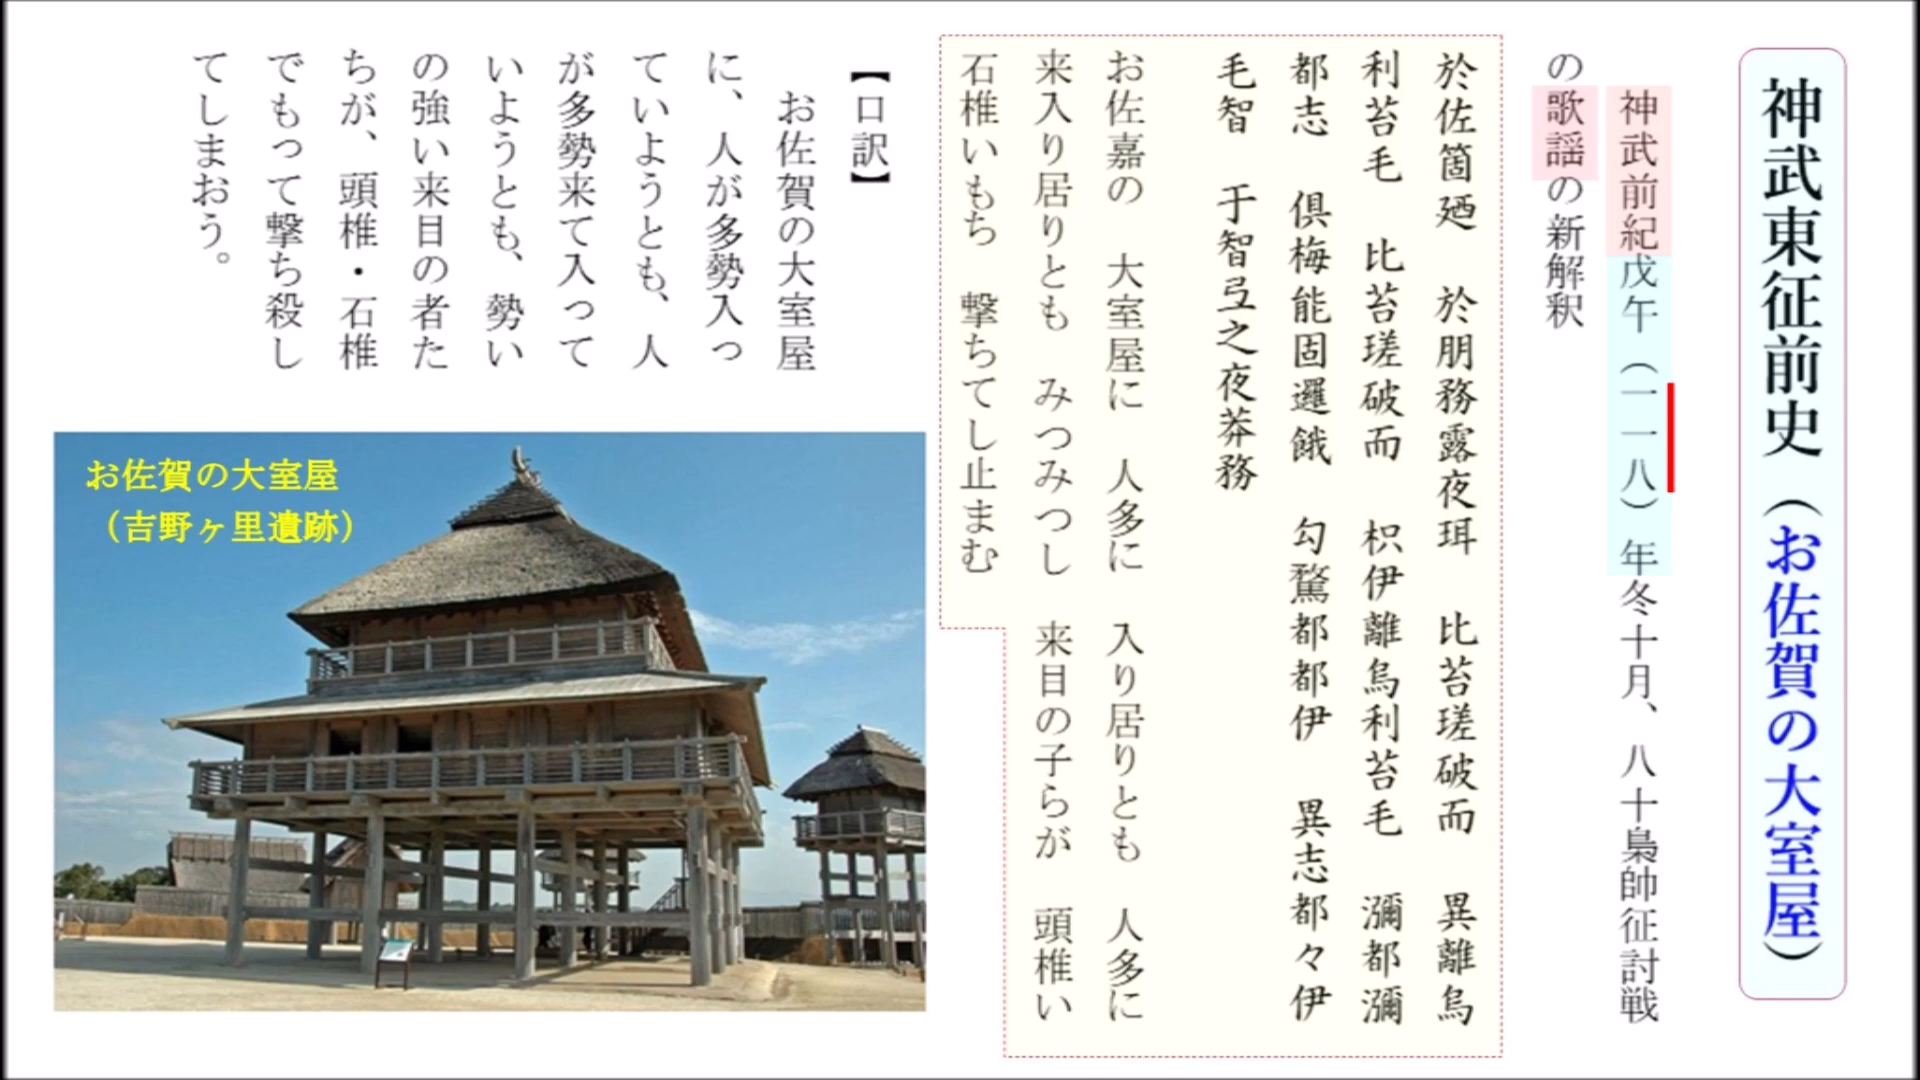 神武東征前史（お佐賀の大室屋）
神武前紀戊午（一一八）年冬十月、八十梟帥征討戦
の歌謡の新解釈
於佐箇廼　於朋務露夜珥　比苔瑳破而　異離烏
利苔毛　比苔瑳破而　枳伊離烏利苔毛　瀰都瀰
都志　倶梅能固邏餓　勾騖都都伊　異志都々伊
毛智　于智弖之夜莽務
お佐嘉の　大室屋に　人多に　入り居りとも　人多に
来入り居りとも　みつみつし　来目の子らが　頭椎い
石椎いもち　撃ちてし止まむ
【口訳】
お佐賀の大室屋
に、人が多勢入っ
ていようとも、人
が多勢来て入って
いようとも、勢い
の強い来目の者た
ちが、頭椎・石椎
でもって撃ち殺し
てしまおう。
お佐賀の大室屋
（吉野ヶ里遺跡）